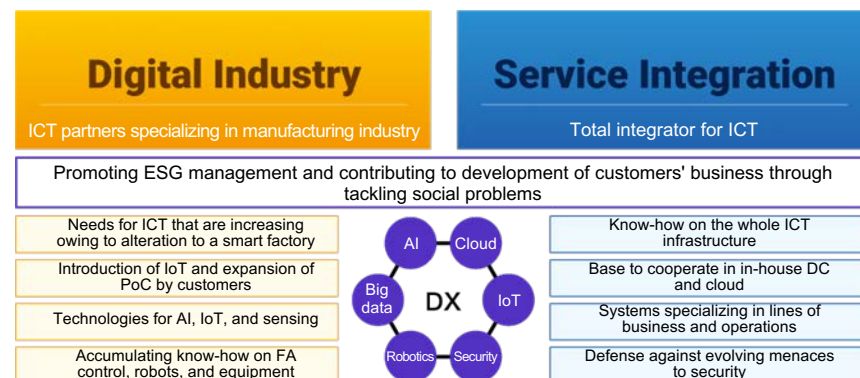 Digital Industry
ICT partners specializing in manufacturing industry
Service Integration
Total integrator for ICT
Promoting ESG management and contributing to development of customers' business through
tackling social problems
Needs for ICT that are increasing
owing to alteration to a smart factory
Introduction of IoT and expansion of
PoC by customers
Technologies for AI, IoT, and sensing
Accumulating know-how on FA
control, robots, and equipment
AI
Cloud
Big
data
DX
IoT
Robotics
Security
Know-how on the whole ICT
infrastructure
Base to cooperate in in-house DC
and cloud
Systems specializing in lines of
business and operations
Defense against evolving menaces
to security